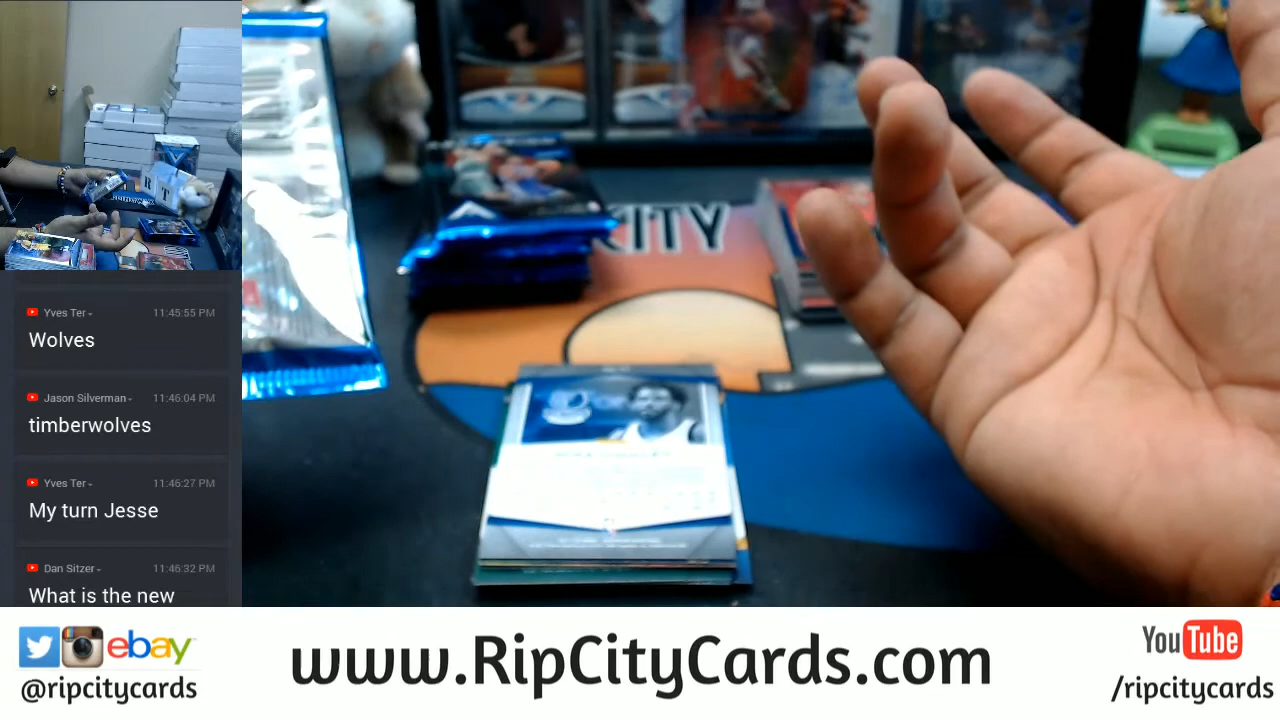 Yves Ter
11:45:55 PM
Wolves
Jason Silverman
11:46:04 PM
timberwolves
Yves Ter
11:46:27 PM
My turn Jesse
Dan Sitzer
11:46:32 PM
What is the new
R
T
CITY
ebay
@ripcitycards
www.RipCityCards.com
YouTube
/ripcitycards